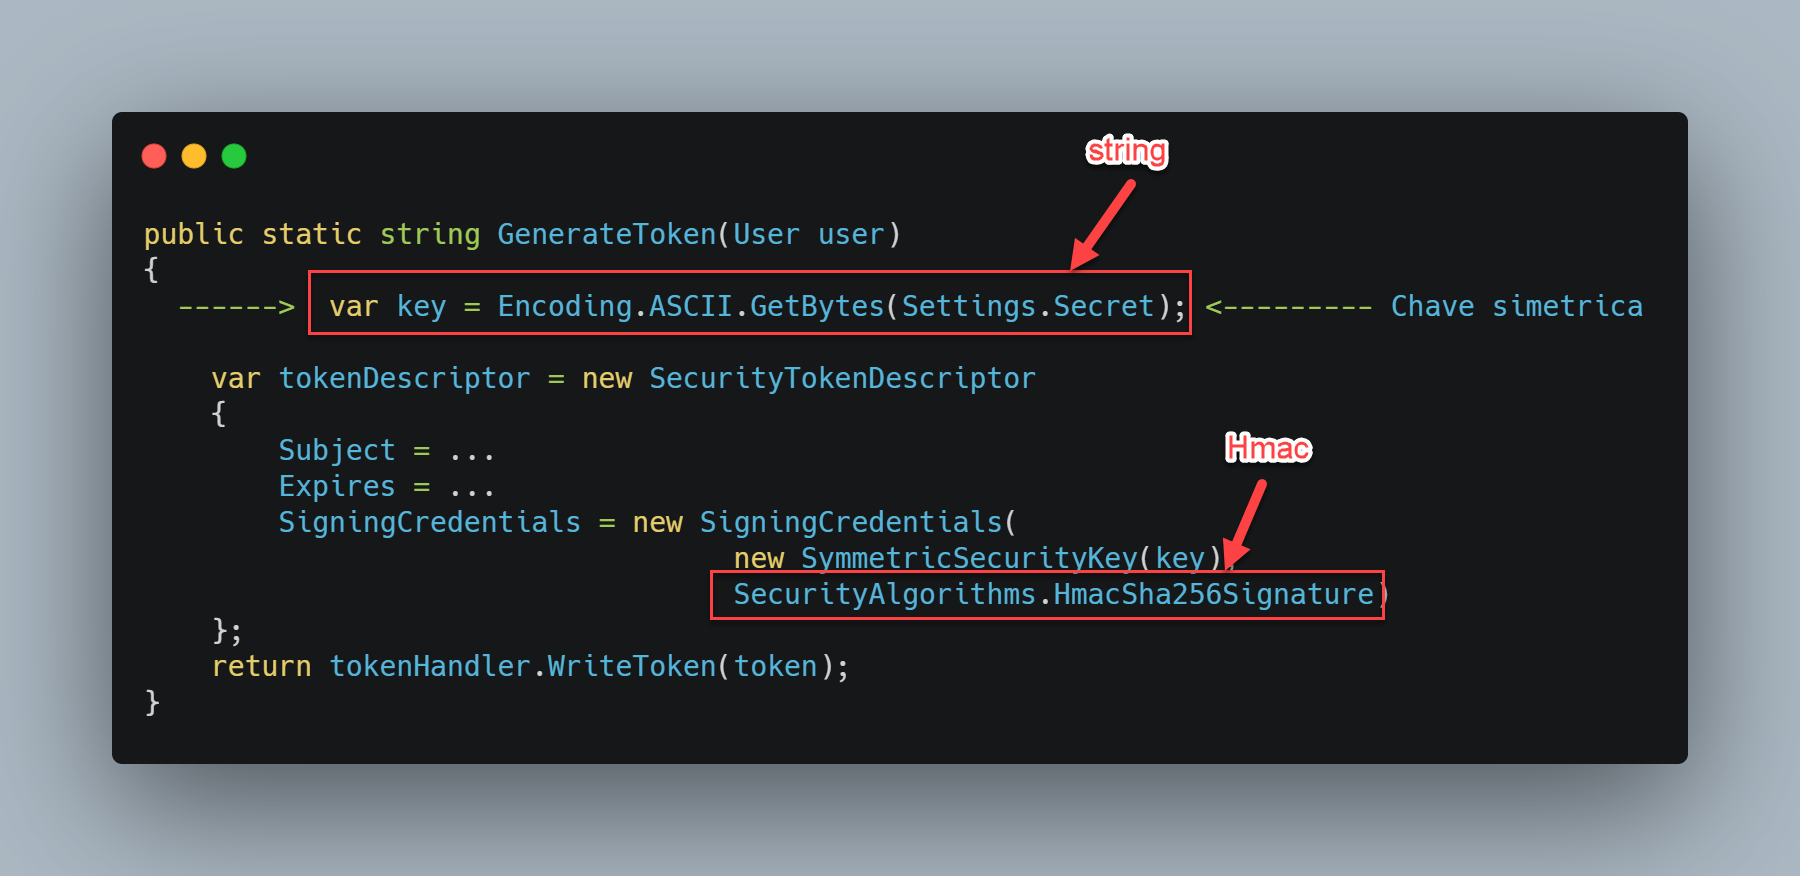 string
public static string GenerateToken(User user)
{
------> var key = Encoding.ASCII.GetBytes(Settings.Secret); <--------- Chave simetrica
var tokenDescriptor = new SecurityTokenDescriptor
{
Subject = ...
Hmac
Expires = ...
SigningCredentials = new SigningCredentials(
new SymmetricSecurityKey(key),
SecurityAlgorithms.HmacSha256Signature)
};
return tokenHandler.WriteToken(token);
}